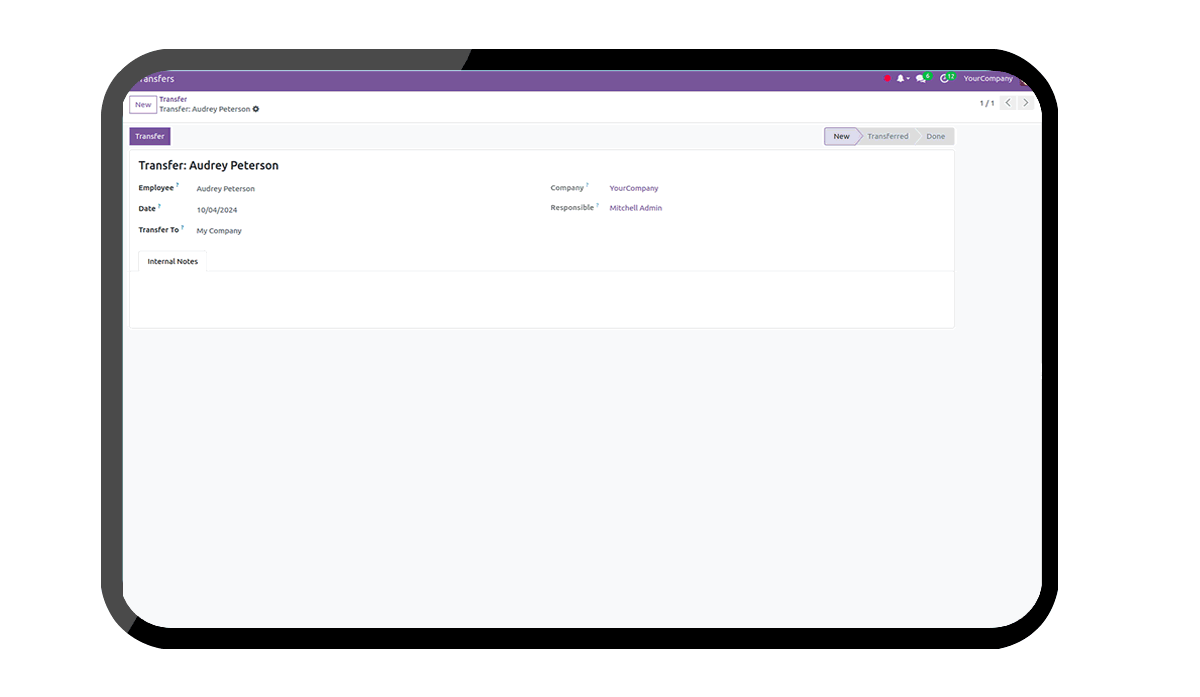 ransfers 6 12 YourCompany
New Transfer
Transfer: Audrey Peterson 1 / 1
Transfer New Transferred Done
Transfer: Audrey Peterson
Employee ? Audrey Peterson Company ? YourCompany
Date ? 10/04/2024 Responsible ? Mitchell Admin
Transfer To ? My Company
Internal Notes